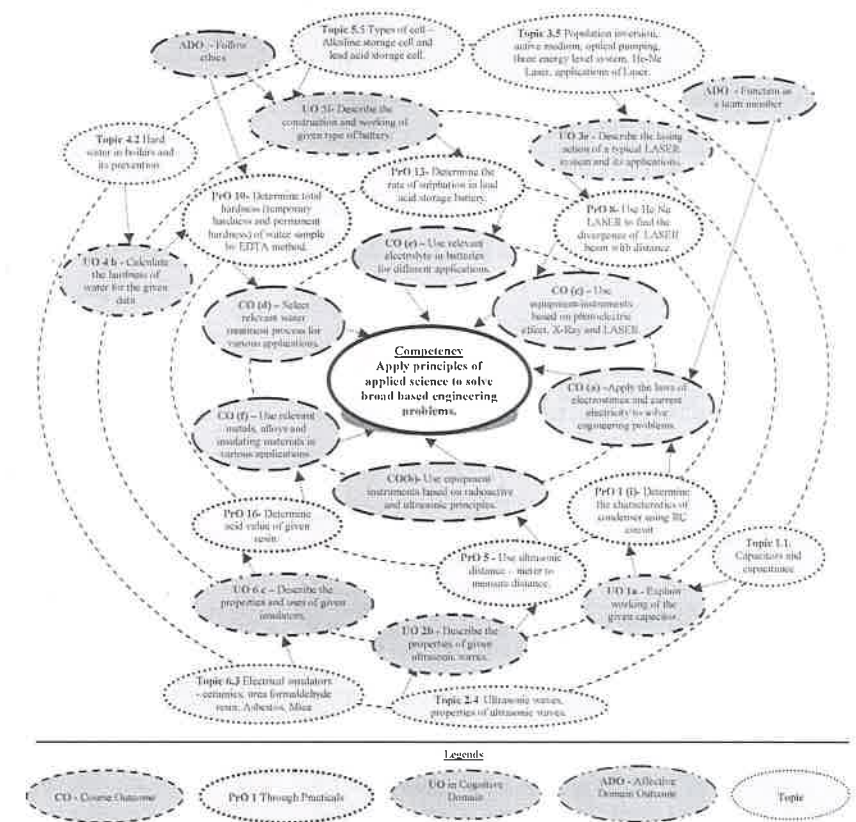 ADO - Follow
ethics
Topic 5.5 Types of cell –
Alkaline storage cell and
lead acid storage cell.
Topic 3.5 Population inversion,
active medium, optical pumping,
three energy level system, He-Ne
Laser, applications of Laser.
ADO - Function as
a team member
UO 5f- Describe the
construction and working of
given type of battery.
UO 3e - Describe the lasing
action of a typical LASER
system and its applications.
Topic 4.2 Hard
water in boilers and
its prevention
PrO 13- Determine the
rate of sulphation in lead
acid storage battery.
PrO 10- Determine total
hardness (temporary
hardness and permanent
hardness) of water sample
by EDTA method.
PrO 8- Use He Ne
LASER to find the
divergence of LASER
beam with distance.
UO 4 b - Calculate
the hardness of
water for the given
data
CO (e) – Use relevant
electrolyte in batteries
for different applications.
CO (d) – Select
relevant water
treatment process for
various applications.
CO (c) – Use
equipment-instruments
based on photoelectric
effect, X-Ray and LASER.
Competency
Apply principles of
applied science to solve
broad based engineering
problems.
CO (a) –Apply the laws of
electrostatics and current
electricity to solve
engineering problems.
CO (f) – Use relevant
metals, alloys and
insulating materials in
various applications
CO(b)- Use equipment
instruments based on radioactive
and ultrasonic principles.
PrO 1 (i)- Determine
the characteristics of
condenser using RC
circuit
PrO 16- Determine
acid value of given
resin.
PrO 5 - Use ultrasonic
distance – meter to
measure distance.
Topic 1.1:
Capacitors and
capacitance
UO 6 c – Describe the
properties and uses of given
insulators.
UO 1a - Explain
working of the
given capacitor.
UO 2b - Describe the
properties of given
ultrasonic waves.
Topic 6.3 Electrical insulators
- ceramics, urea formaldehyde
resin, Asbestos, Mica
Topic 2.4 Ultrasonic waves,
properties of ultrasonic waves.
Legends
CO - Course Outcome
PrO 1 Through Practicals
UO in Cognitive
Domain
ADO - Affective
Domain Outcome
Topic